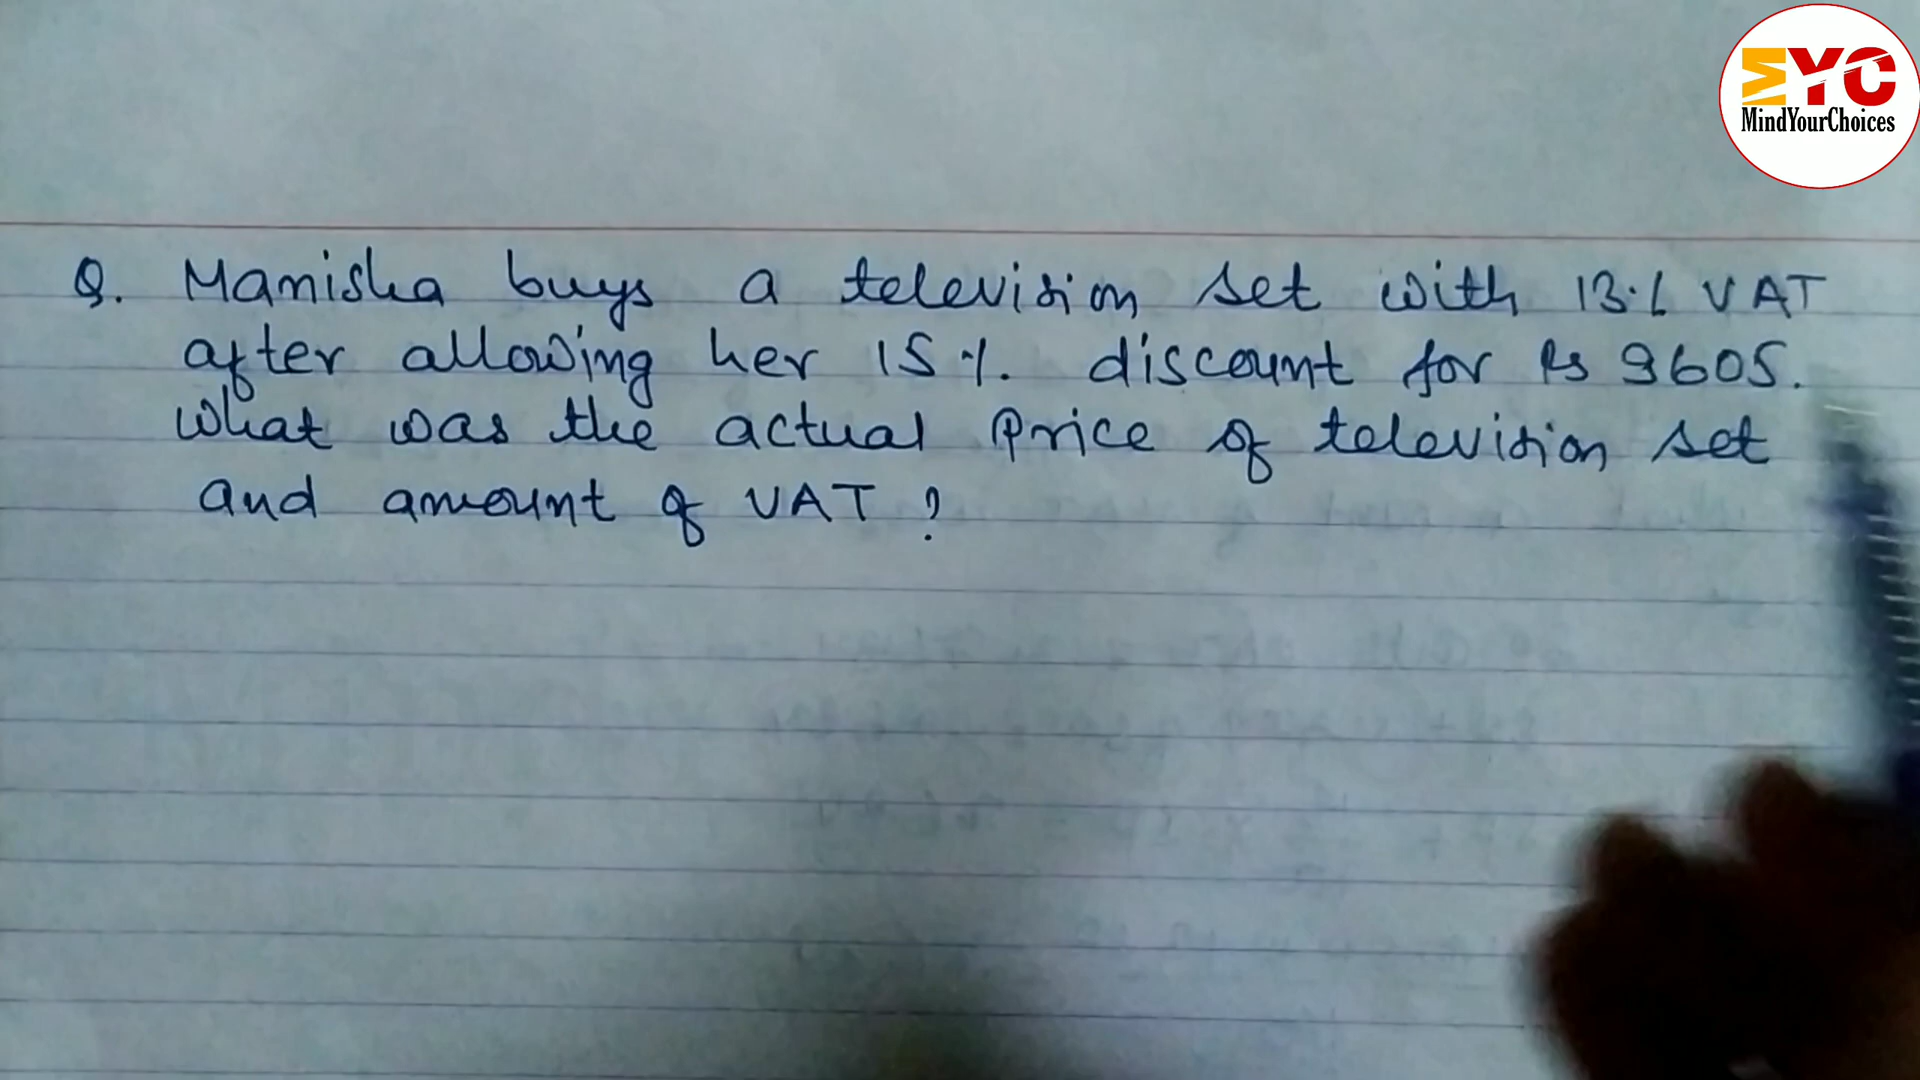 MYC
MindYourChoices
Q. Manisha buys a television set with 13% VAT
after allowing her 15%. discount for Rs 9605.
What was the actual Price of television set
and amount of VAT ?